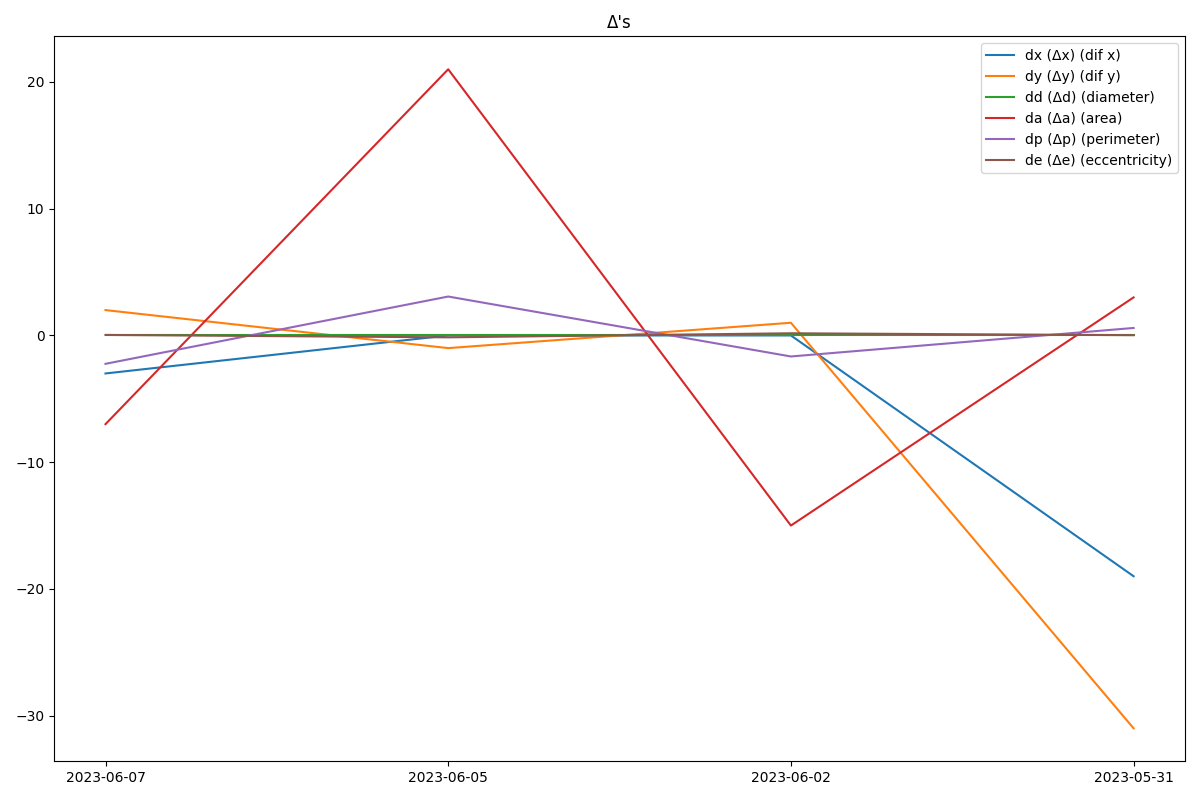 Δ's
dx (Δx) (dif x)
dy (Δy) (dif y)
dd (Δd) (diameter)
da (Δa) (area)
dp (Δp) (perimeter)
de (Δe) (eccentricity)
20
10
0
−10
−20
−30
2023-06-07 2023-06-05 2023-06-02 2023-05-31